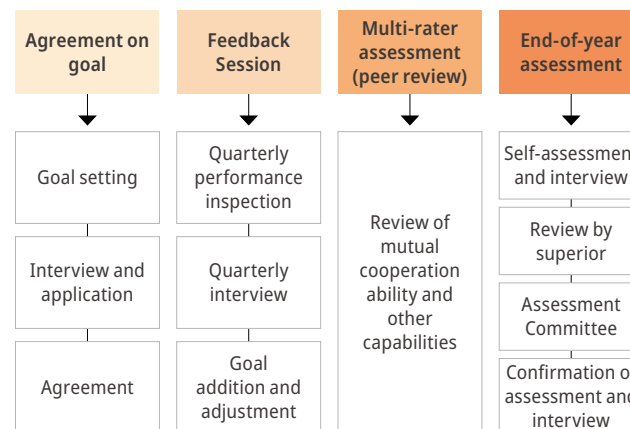 Agreement on
goal
Feedback
Session
Multi-rater
assessment
(peer review)
End-of-year
assessment
Goal setting
Interview and
application
Agreement
Quarterly
performance
inspection
Quarterly
interview
Goal
addition and
adjustment
Review of
mutual
cooperation
ability and
other
capabilities
Self-assessment
and interview
Review by
superior
Assessment
Committee
Confirmation of
assessment and
interview